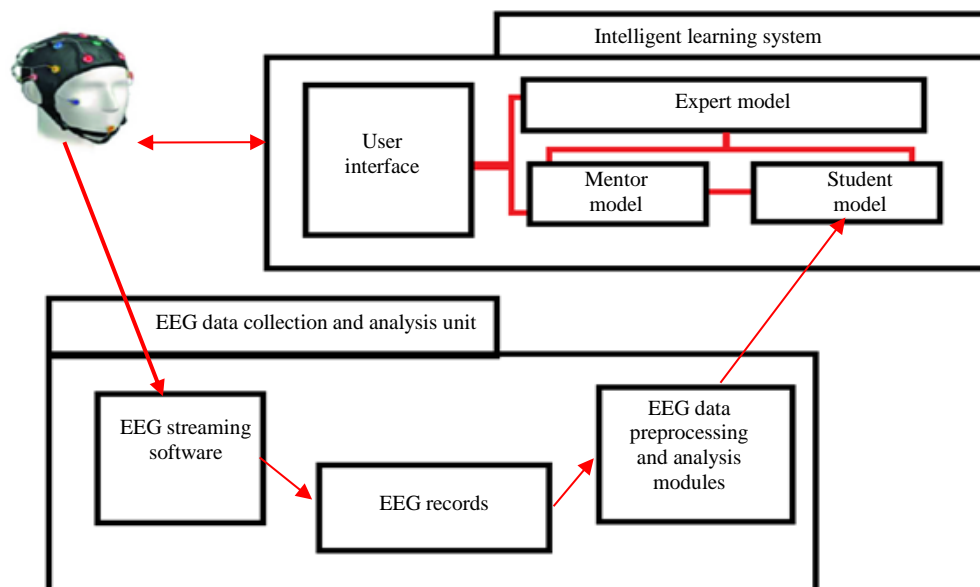 Intelligent learning system
User
interface
Expert model
Mentor
model
Student
model
EEG data collection and analysis unit
EEG streaming
software
EEG records
EEG data
preprocessing
and analysis
modules